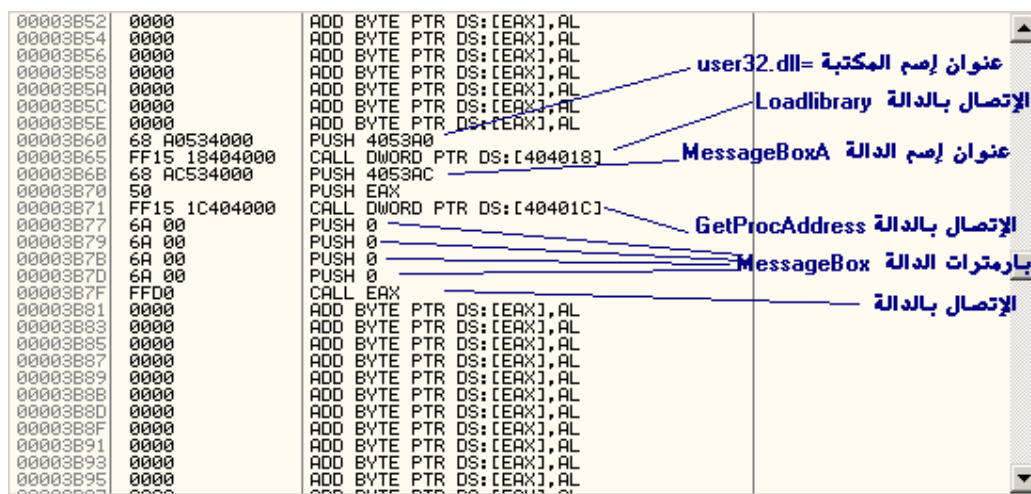 00003B52 0000 ADD BYTE PTR DS:[EAX],AL
00003B54 0000 ADD BYTE PTR DS:[EAX],AL
00003B56 0000 ADD BYTE PTR DS:[EAX],AL
00003B58 0000 ADD BYTE PTR DS:[EAX],AL
00003B5A 0000 ADD BYTE PTR DS:[EAX],AL
00003B5C 0000 ADD BYTE PTR DS:[EAX],AL
00003B5E 0000 ADD BYTE PTR DS:[EAX],AL
00003B60 68 A0534000 PUSH 4053A0
00003B65 FF15 18404000 CALL DWORD PTR DS:[404018]
00003B6B 68 AC534000 PUSH 4053AC
00003B70 50 PUSH EAX
00003B71 FF15 1C404000 CALL DWORD PTR DS:[40401C]
00003B77 6A 00 PUSH 0
00003B79 6A 00 PUSH 0
00003B7B 6A 00 PUSH 0
00003B7D 6A 00 PUSH 0
00003B7F FFD0 CALL EAX
00003B81 0000 ADD BYTE PTR DS:[EAX],AL
00003B83 0000 ADD BYTE PTR DS:[EAX],AL
00003B85 0000 ADD BYTE PTR DS:[EAX],AL
00003B87 0000 ADD BYTE PTR DS:[EAX],AL
00003B89 0000 ADD BYTE PTR DS:[EAX],AL
00003B8B 0000 ADD BYTE PTR DS:[EAX],AL
00003B8D 0000 ADD BYTE PTR DS:[EAX],AL
00003B8F 0000 ADD BYTE PTR DS:[EAX],AL
00003B91 0000 ADD BYTE PTR DS:[EAX],AL
00003B93 0000 ADD BYTE PTR DS:[EAX],AL
00003B95 0000 ADD BYTE PTR DS:[EAX],AL
عنوان إسم المكتبة =user32.dll
الإتصال بالدالة Loadlibrary
عنوان إسم الدالة MessageBoxA
الإتصال بالدالة GetProcAddress
بارمترات الدالة MessageBox
الإتصال بالدالة